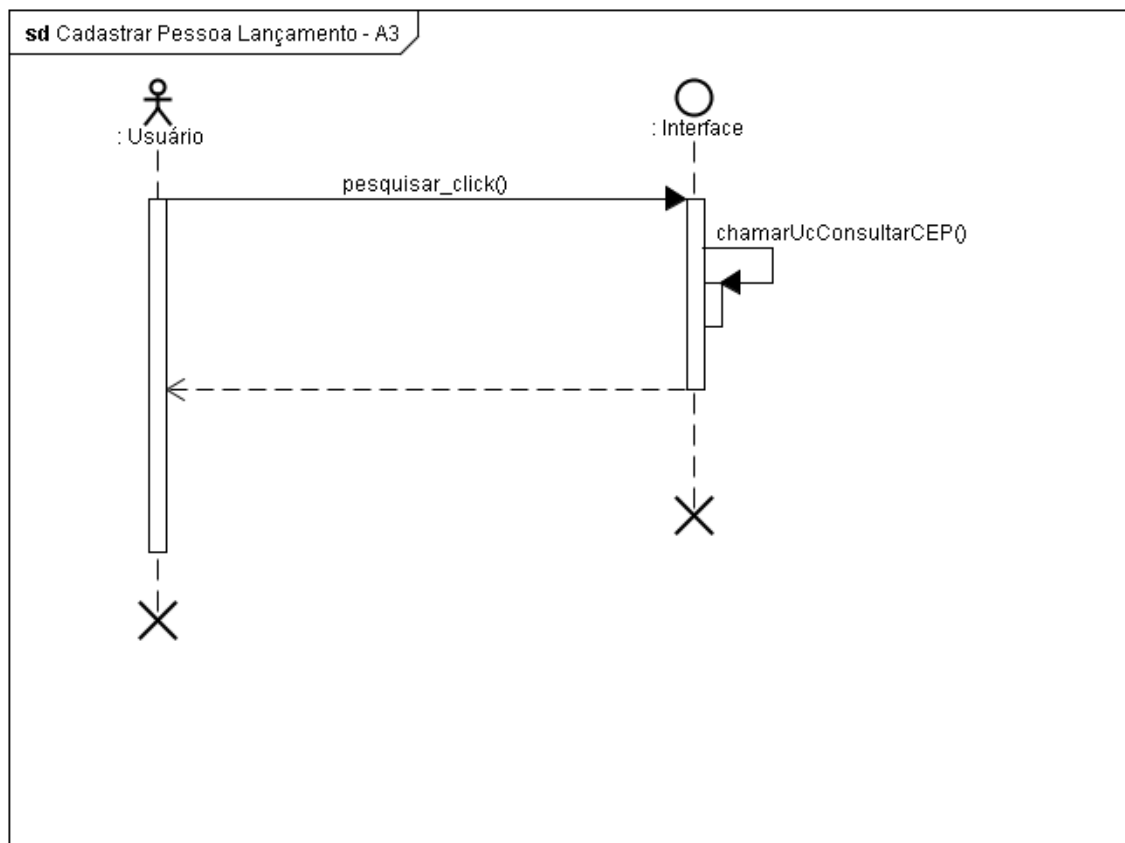 sd Cadastrar Pessoa Lançamento - A3
: Usuário
: Interface
pesquisar_click()
chamarUcConsultarCEP()